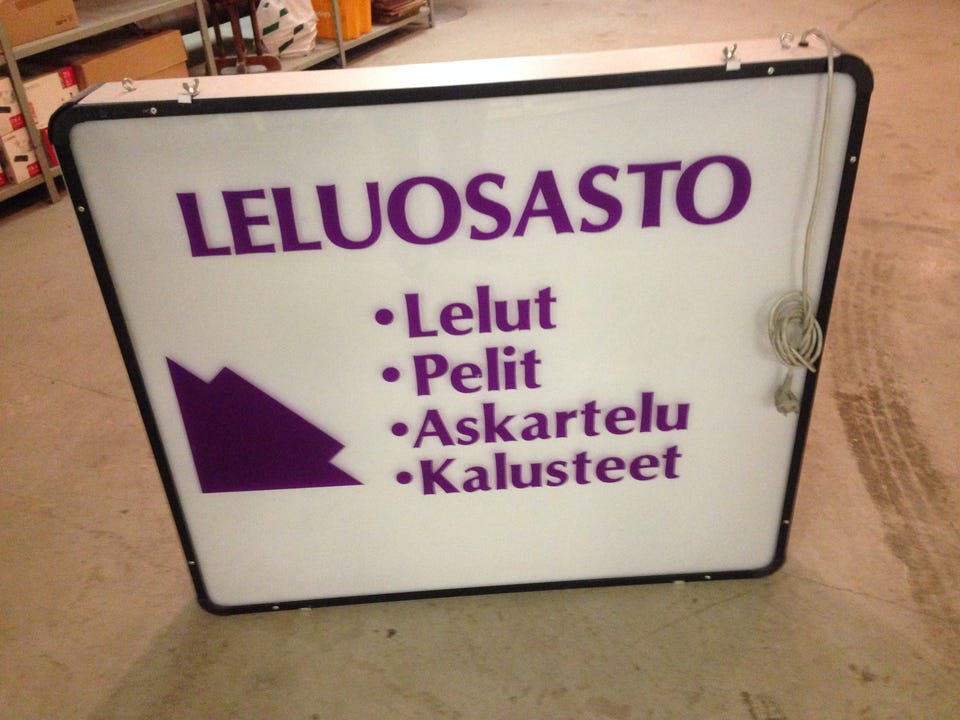 LELUOSASTO
•Lelut
•Pelit
•Askartelu
•Kalusteet